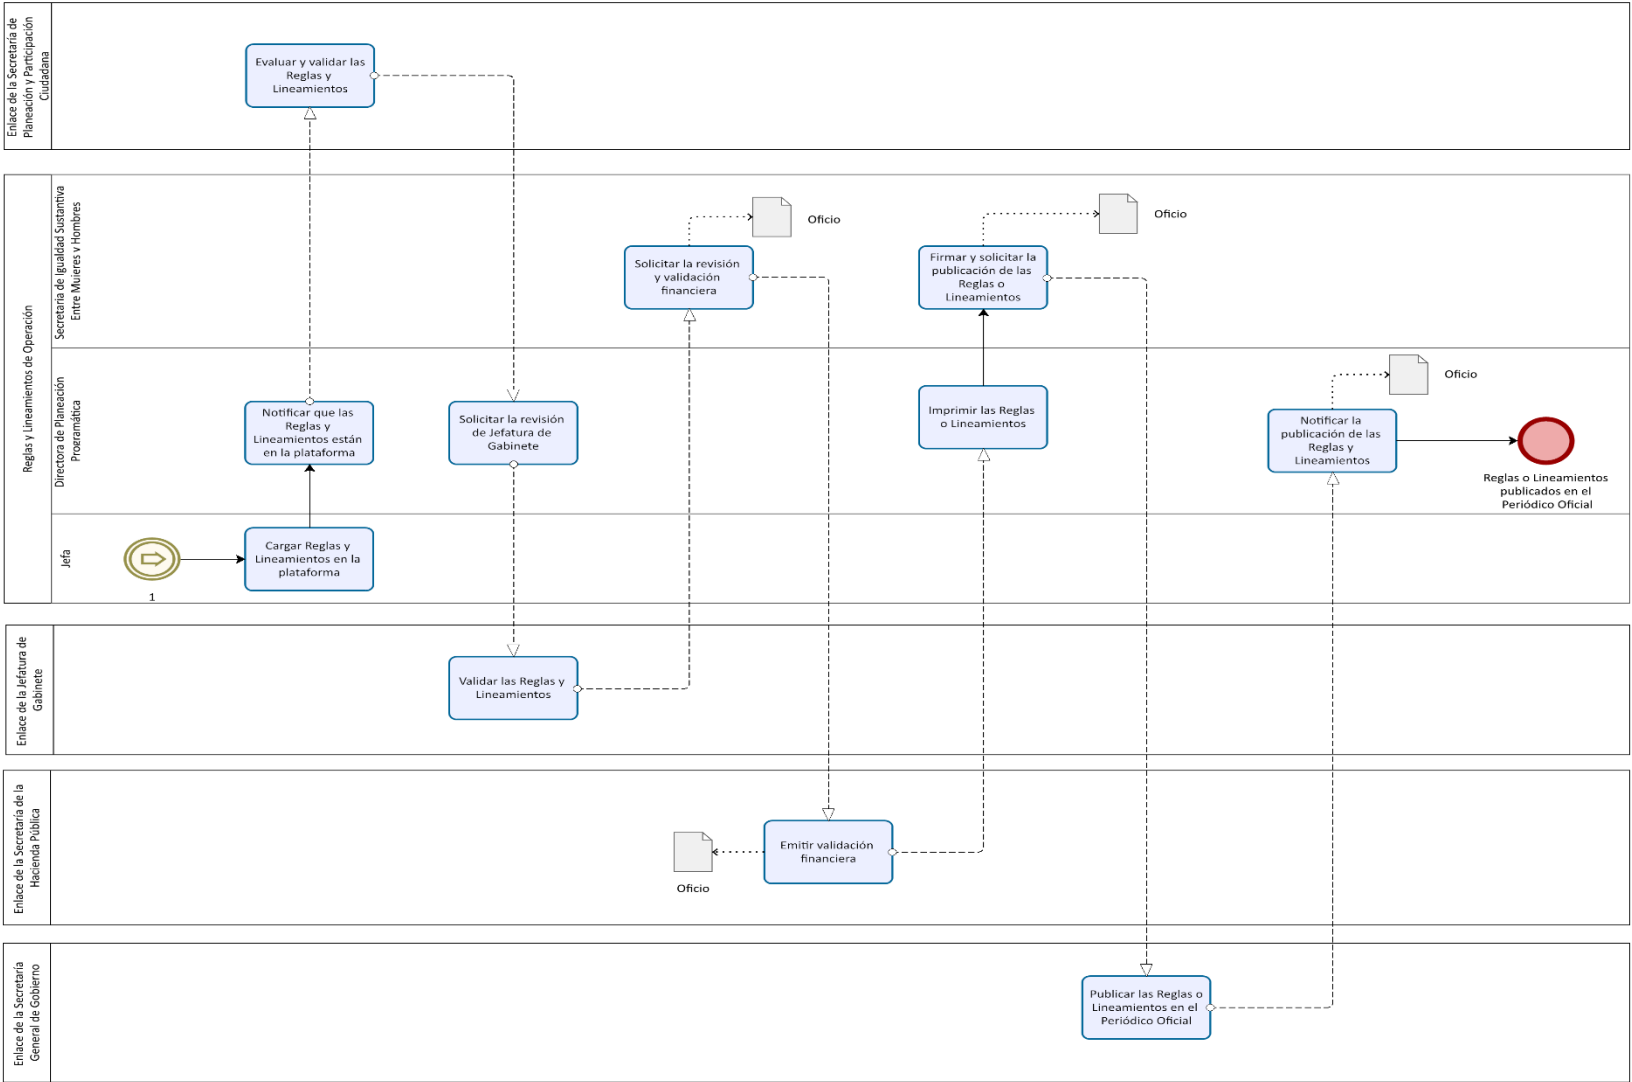 Enlace de la Secretaría de
Planeación y Participación
Ciudadana
Evaluar y validar las
Reglas y
Lineamientos
Reglas y Lineamientos de Operación
Secretaria de Igualdad Sustantiva
Entre Mujeres y Hombres
Oficio
Solicitar la revisión
y validación
financiera
Oficio
Firmar y solicitar la
publicación de las
Reglas o
Lineamientos
Directora de Planeación
Programática
Notificar que las
Reglas y
Lineamientos están
en la plataforma
Solicitar la revisión
de Jefatura de
Gabinete
Imprimir las Reglas
o Lineamientos
Oficio
Notificar la
publicación de las
Reglas y
Lineamientos
Reglas o Lineamientos
publicados en el
Periódico Oficial
Jefa
1
Cargar Reglas y
Lineamientos en la
plataforma
Enlace de la Jefatura de
Gabinete
Validar las Reglas y
Lineamientos
Enlace de la Secretaría de la
Hacienda Pública
Oficio
Emitir validación
financiera
Enlace de la Secretaría
General de Gobierno
Publicar las Reglas o
Lineamientos en el
Periódico Oficial